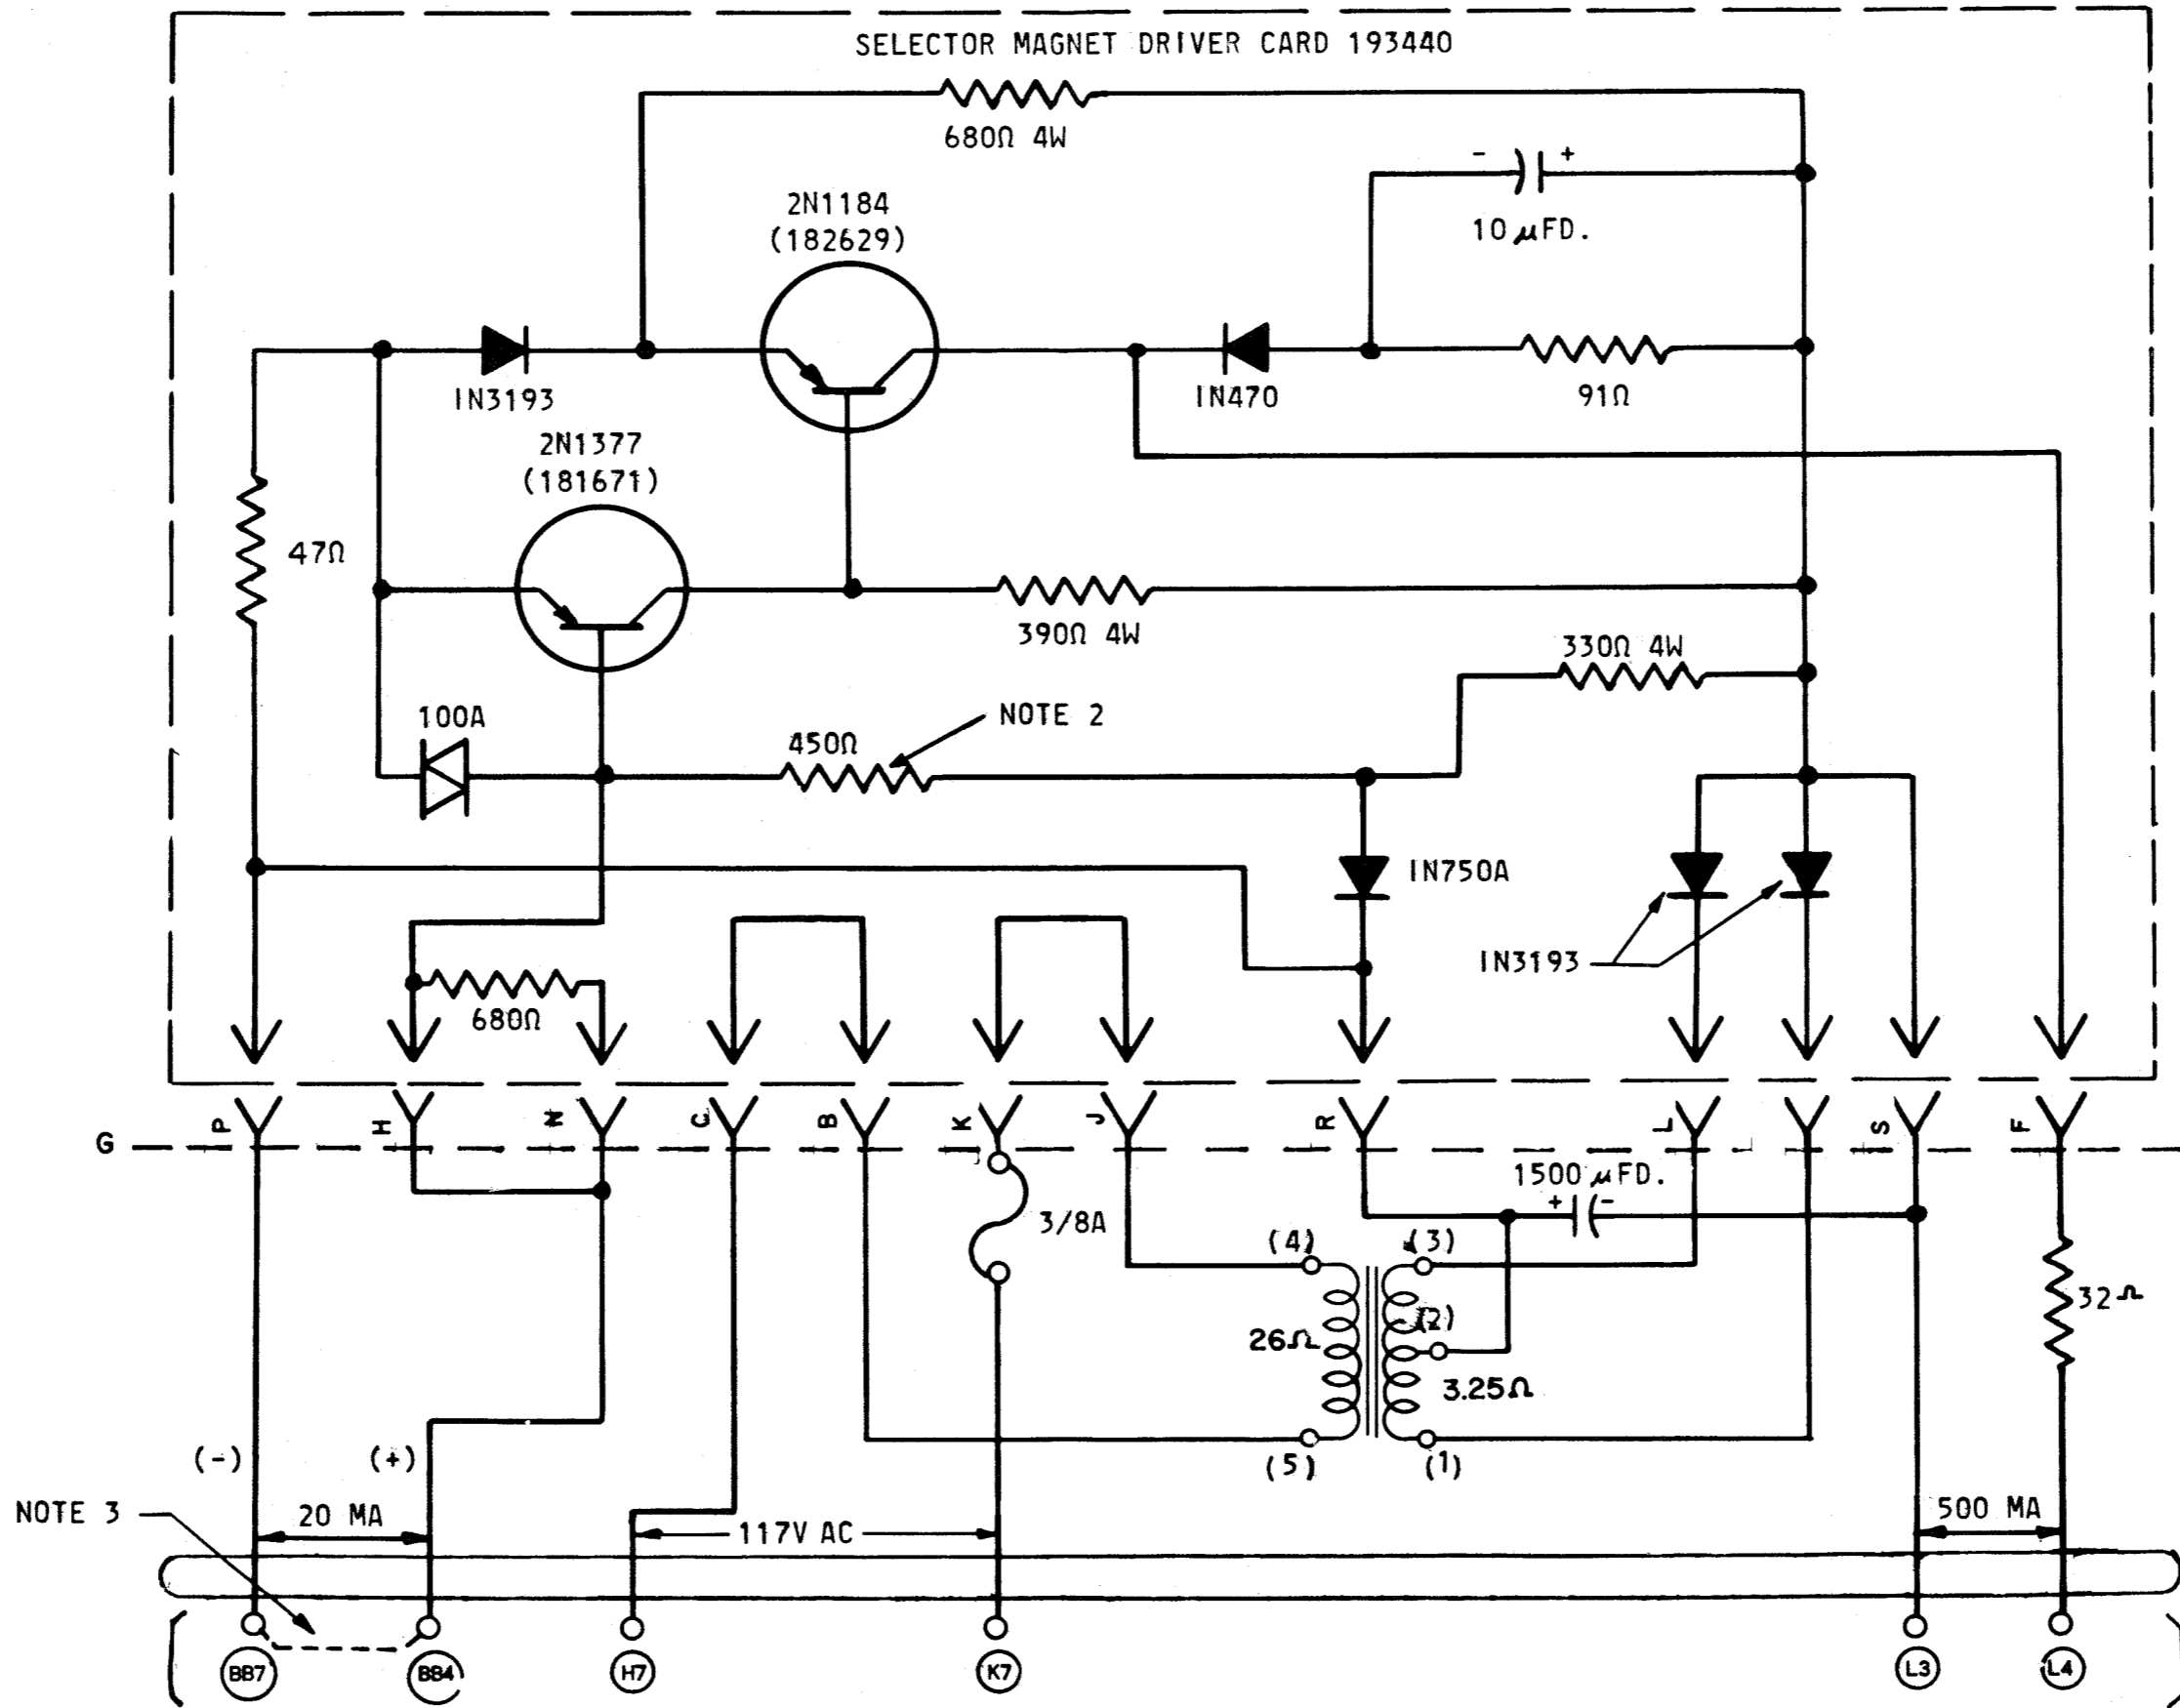 SELECTOR MAGNET DRIVER CARD 193440
680Ω 4W
- +
10 µFD.
2N1184
(182629)
IN3193
IN470
91Ω
2N1377
(181671)
47Ω
390Ω 4W
330Ω 4W
100A
450Ω
NOTE 2
IN750A
IN3193
680Ω
P H N C B K J R L S F
G
1500 µFD.
+ -
3/8A
(4) (3)
(2)
26Ω
3.25Ω
32Ω
(5) (1)
(-) (+)
NOTE 3
20 MA
117V AC
500 MA
BB7 BB4 H7 K7 L3 L4